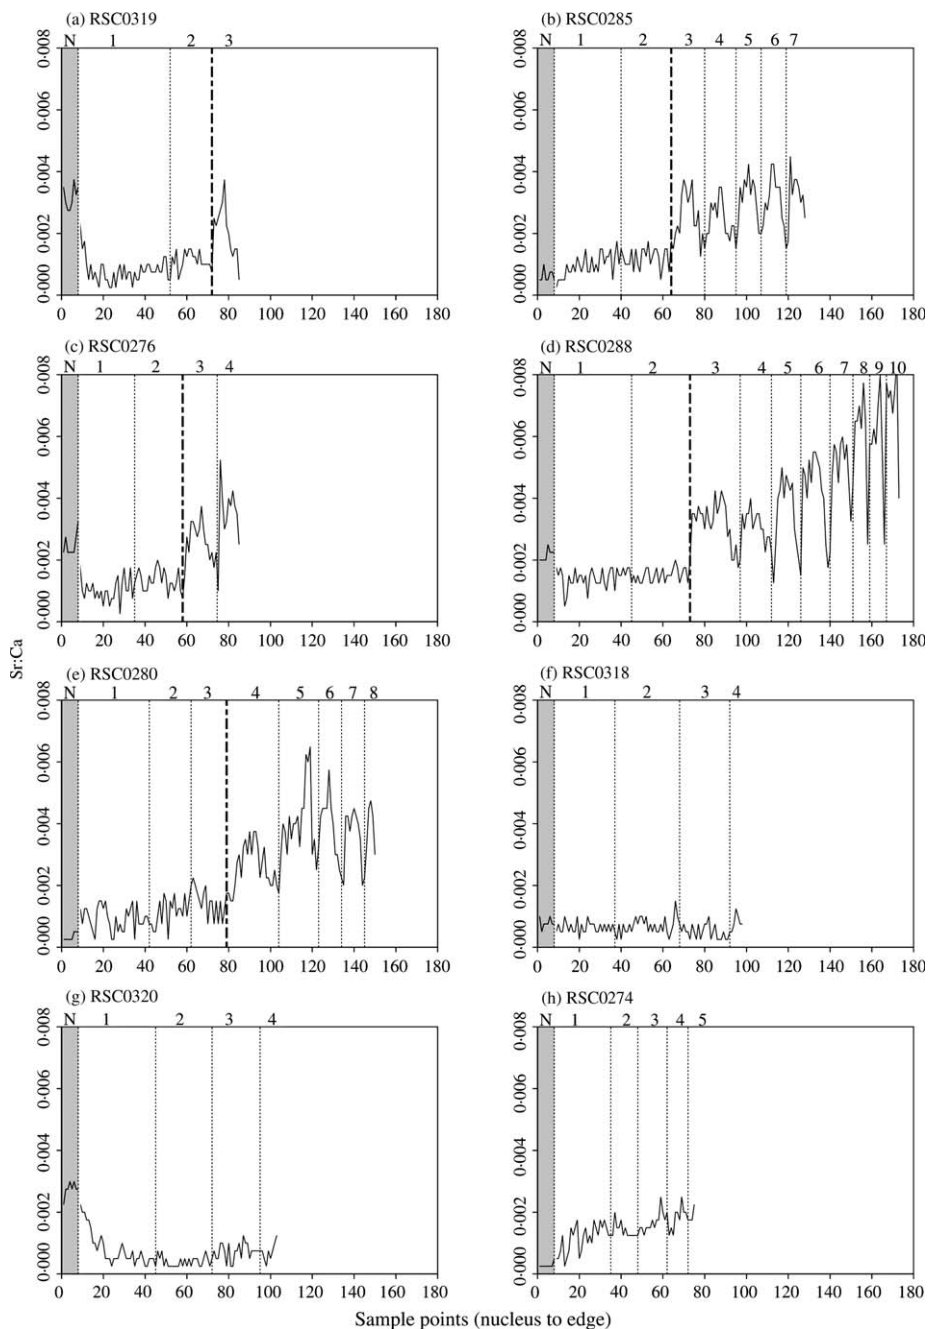 (a) RSC0319
N 1 2 3
0·008
0·006
0·004
0·002
0·000
0 20 40 60 80 100 120 140 160 180
(b) RSC0285
N 1 2 3 4 5 6 7
0·008
0·006
0·004
0·002
0·000
0 20 40 60 80 100 120 140 160 180
(c) RSC0276
N 1 2 3 4
0·008
0·006
0·004
0·002
0·000
0 20 40 60 80 100 120 140 160 180
(d) RSC0288
N 1 2 3 4 5 6 7 8 9 10
0·008
0·006
0·004
0·002
0·000
0 20 40 60 80 100 120 140 160 180
Sr:Ca
(e) RSC0280
N 1 2 3 4 5 6 7 8
0·008
0·006
0·004
0·002
0·000
0 20 40 60 80 100 120 140 160 180
(f) RSC0318
N 1 2 3 4
0·008
0·006
0·004
0·002
0·000
0 20 40 60 80 100 120 140 160 180
(g) RSC0320
N 1 2 3 4
0·008
0·006
0·004
0·002
0·000
0 20 40 60 80 100 120 140 160 180
(h) RSC0274
N 1 2 3 4 5
0·008
0·006
0·004
0·002
0·000
0 20 40 60 80 100 120 140 160 180
Sample points (nucleus to edge)